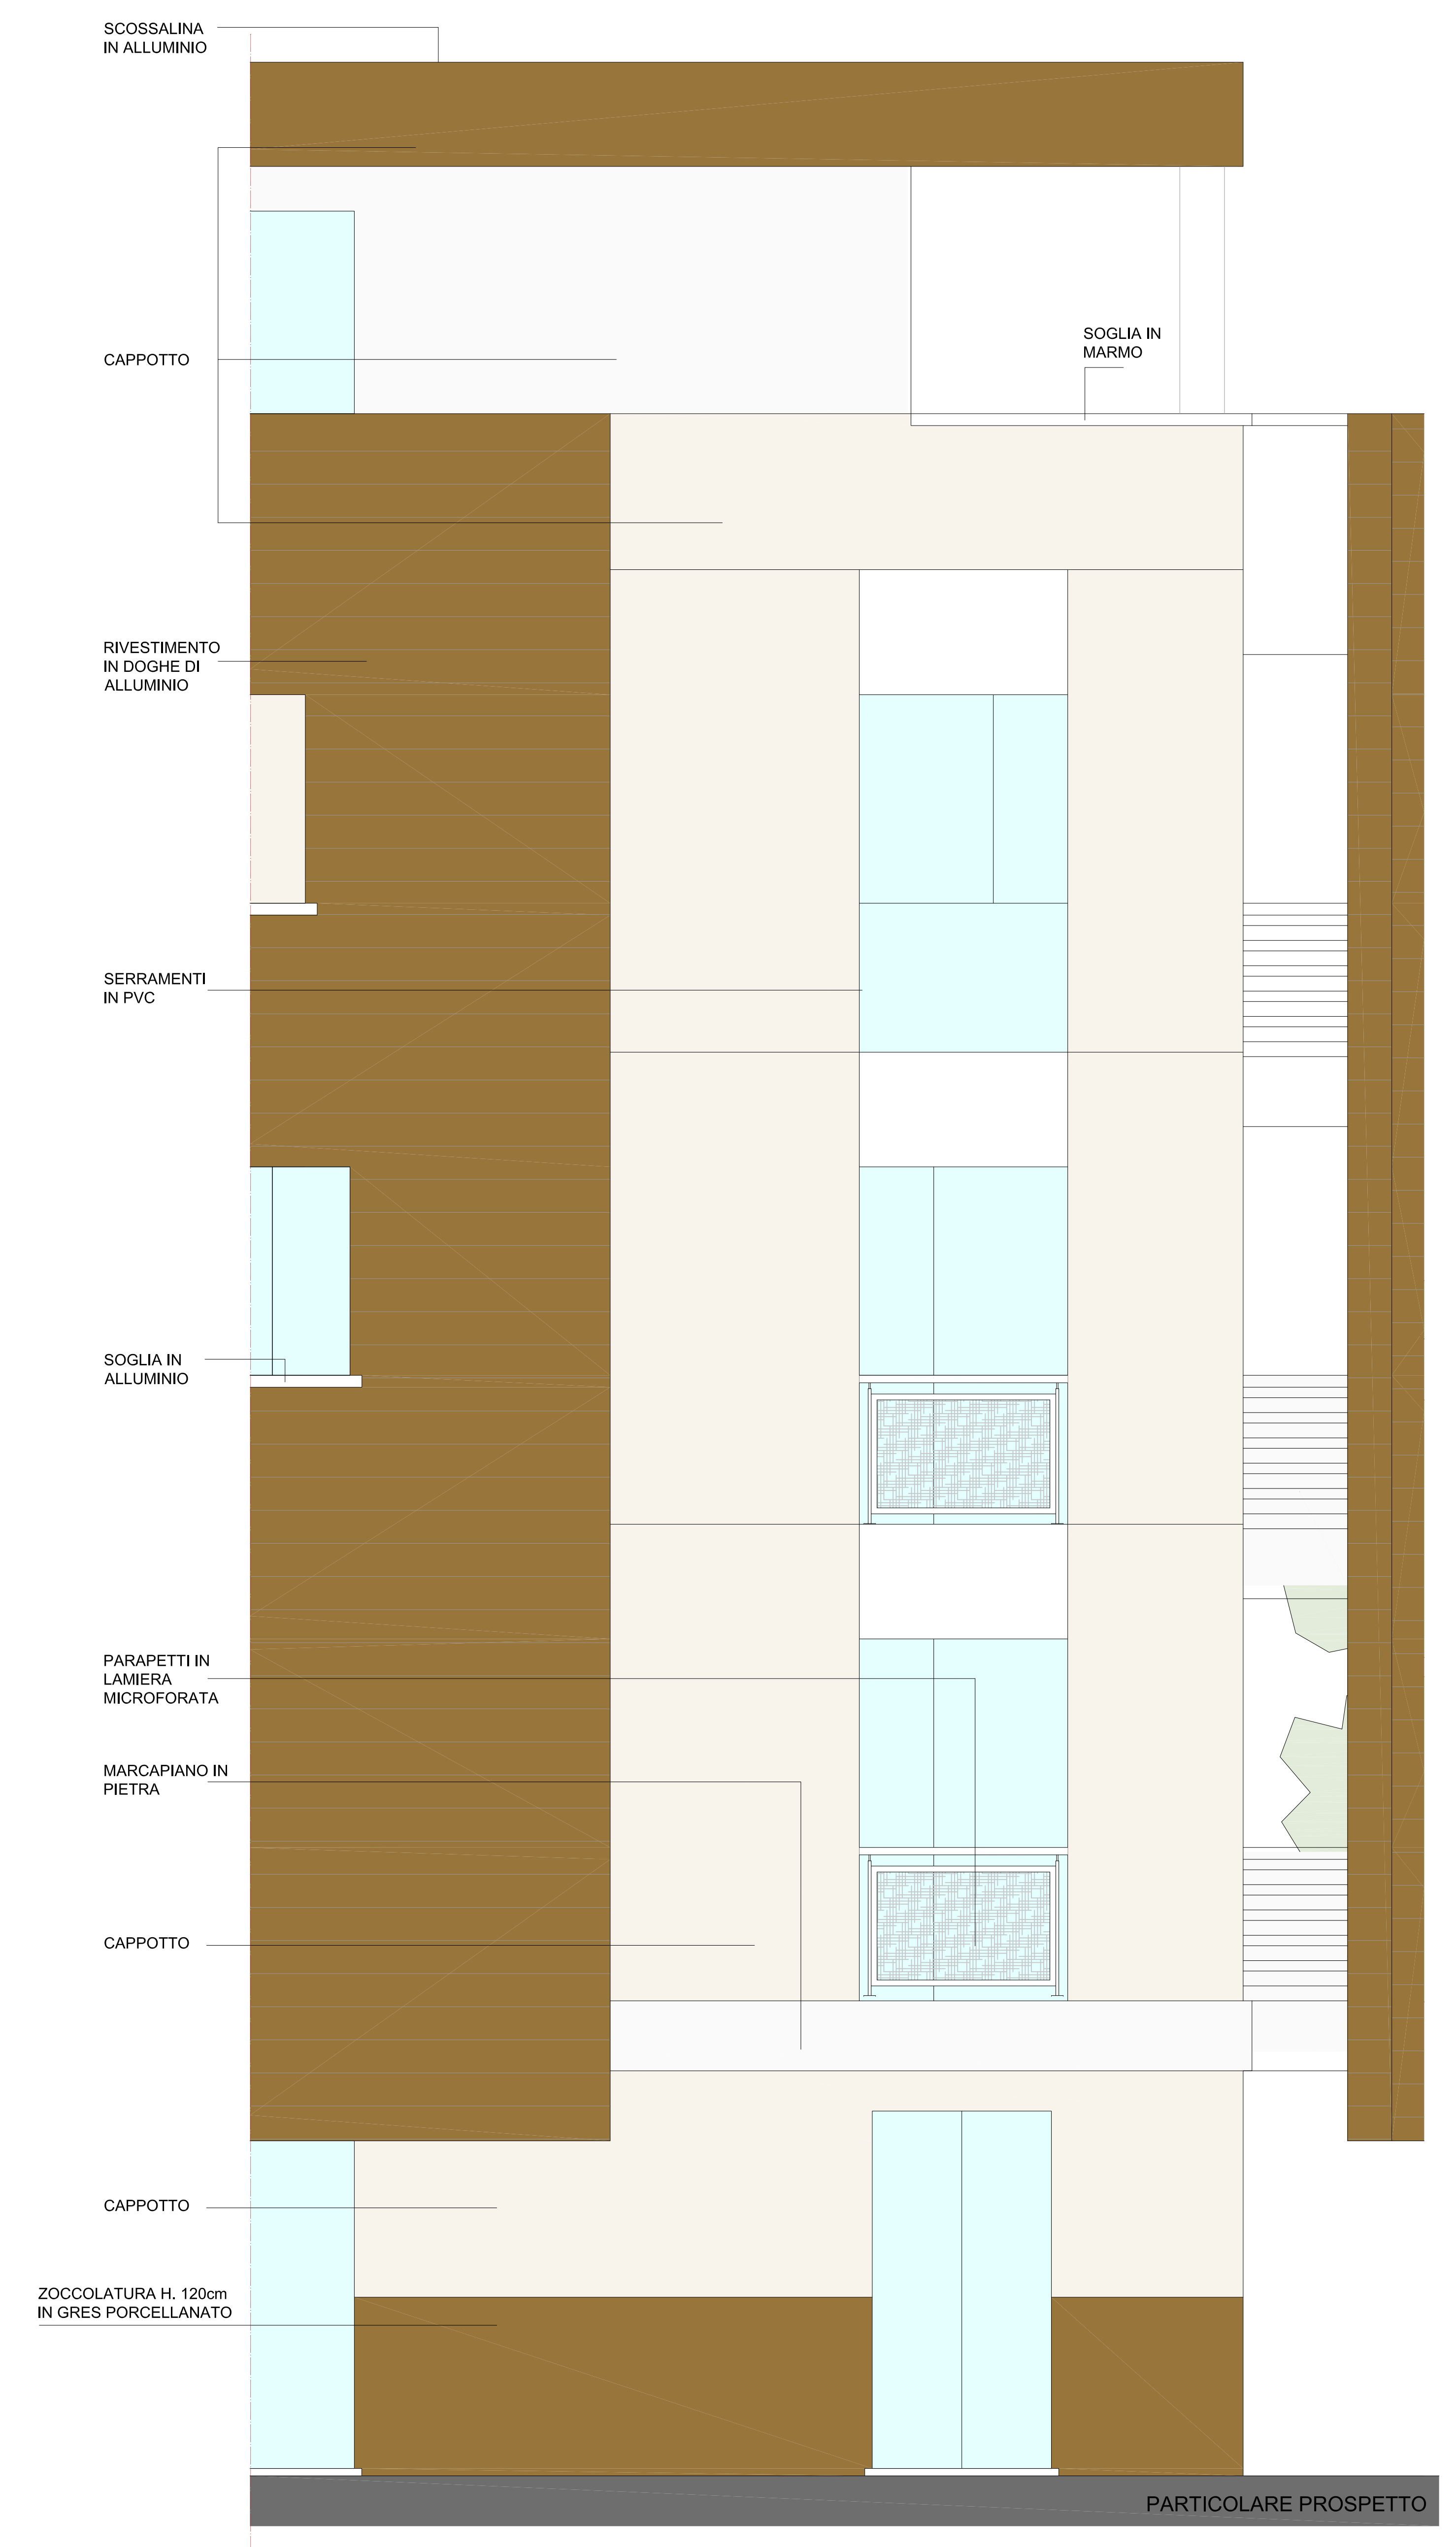 SCOSSALINA
IN ALLUMINIO
SOGLIA IN
MARMO
CAPPOTTO
RIVESTIMENTO
IN DOGHE DI
ALLUMINIO
SERRAMENTI
IN PVC
SOGLIA IN
ALLUMINIO
PARAPETTI IN
LAMIERA
MICROFORATA
MARCAPIANO IN
PIETRA
CAPPOTTO
CAPPOTTO
ZOCCOLATURA H. 120cm
IN GRES PORCELLANATO
PARTICOLARE PROSPETTO